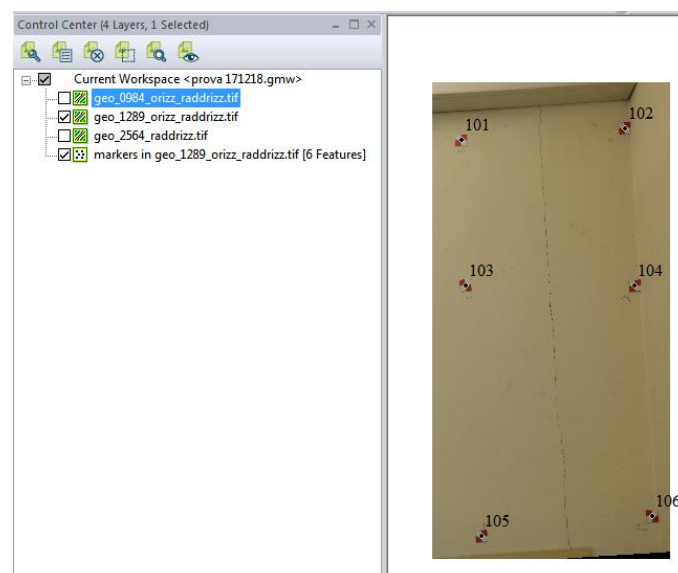 Control Center (4 Layers, 1 Selected)
Current Workspace <prova 171218.gmw>
geo_0984_orizz_raddrizz.tif
geo_1289_orizz_raddrizz.tif
geo_2564_raddrizz.tif
markers in geo_1289_orizz_raddrizz.tif [6 Features]
101
102
103
104
105
106